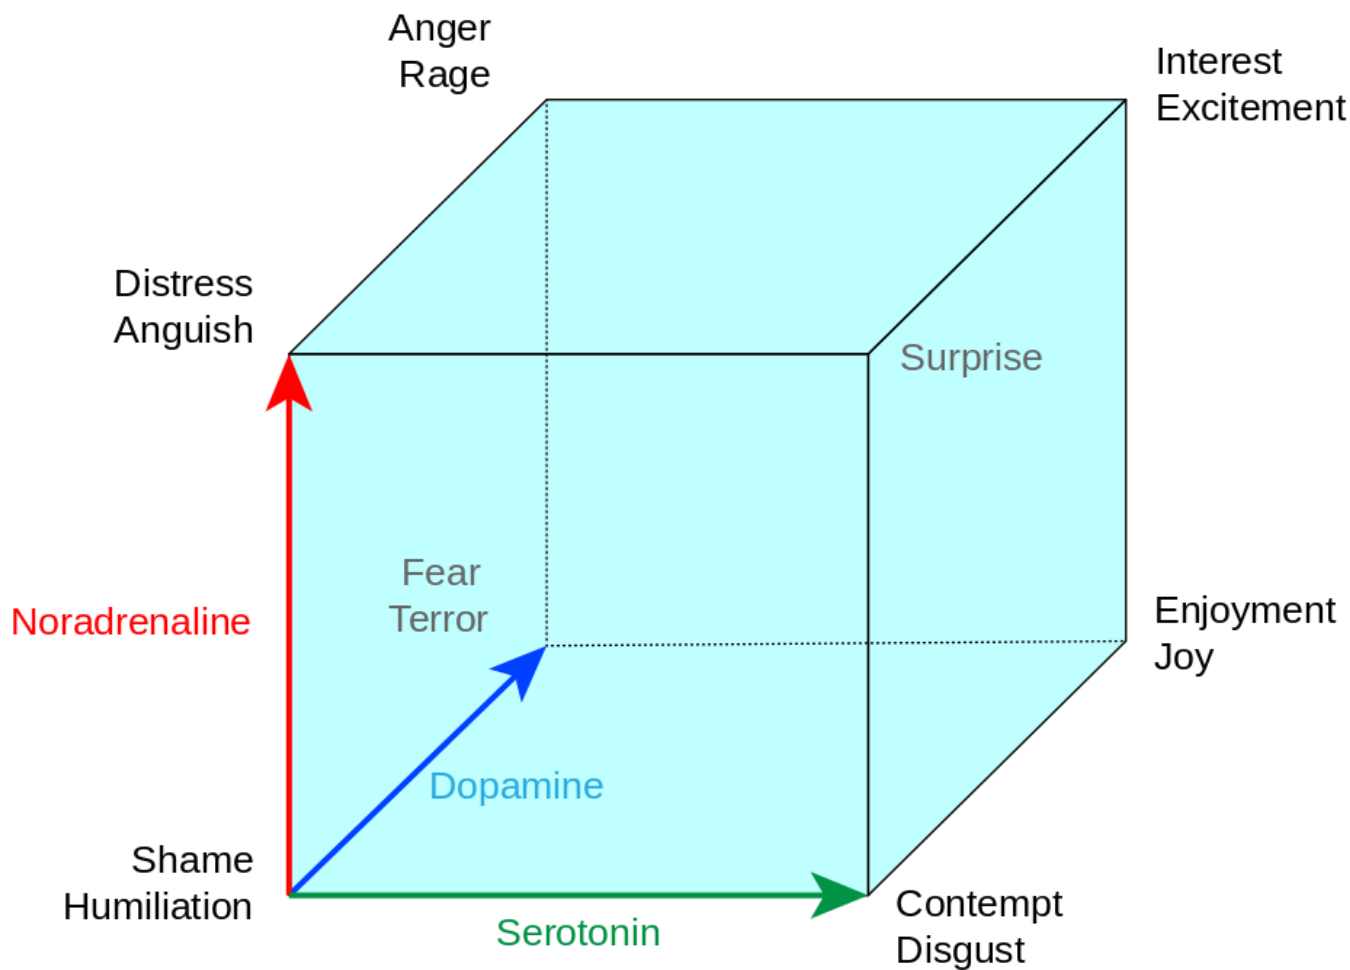 Anger
Rage
Interest
Excitement
Distress
Anguish
Surprise
Fear
Terror
Noradrenaline
Enjoyment
Joy
Dopamine
Shame
Humiliation
Contempt
Disgust
Serotonin